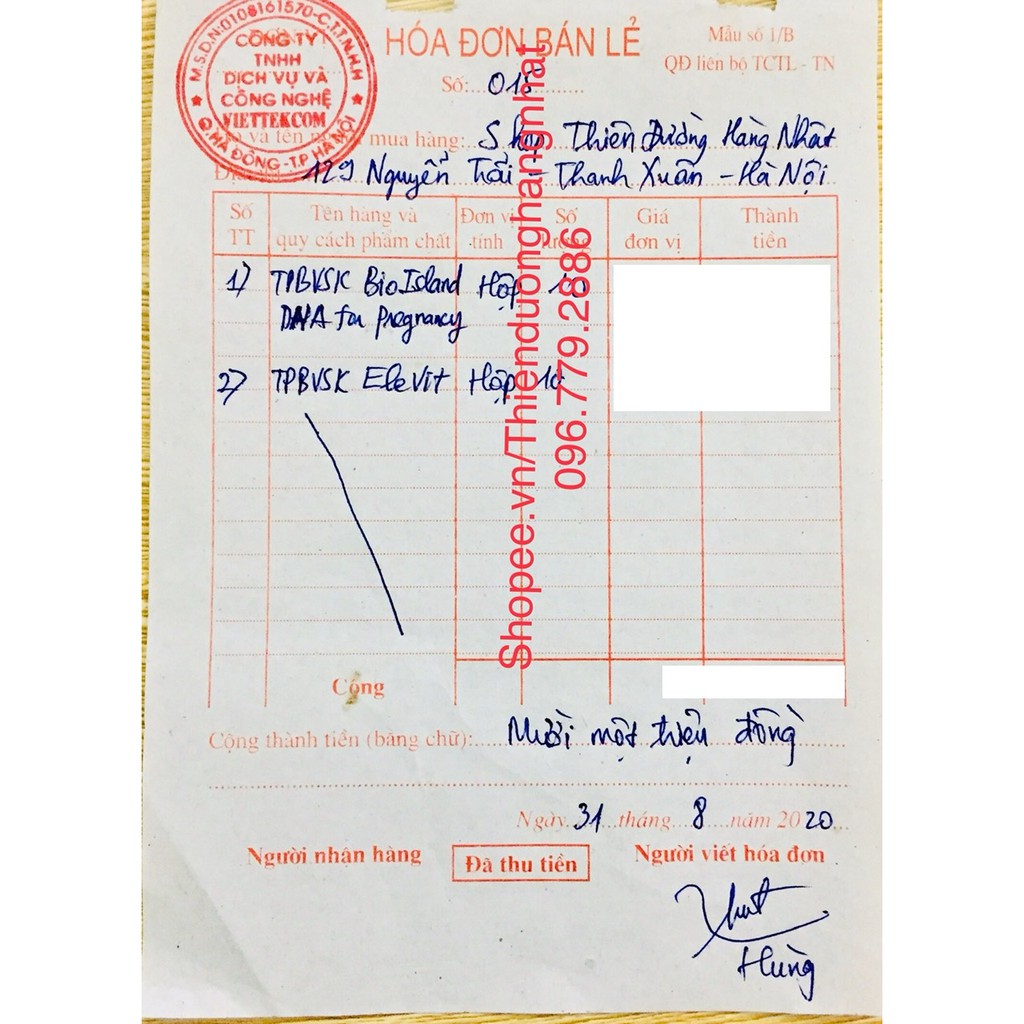 M.S.D.N:0108161570-C.T.T.N.H.H
CÔNG TY
TNHH
DỊCH VỤ VÀ
CÔNG NGHỆ
VIETTEKCOM
Q.HÀ ĐÔNG - T.P HÀ NỘI
HÓA ĐƠN BÁN LẺ
Mẫu số 1/B
QĐ liên bộ TCTL - TN
Số: 018
và tên mua hàng: Shop Thiên Đường Hàng Nhật
129 Nguyễn Trãi - Thanh Xuân - Hà Nội
Số TT Tên hàng và quy cách phẩm chất Đơn vị tính Số lượng Giá đơn vị Thành tiền
1) TPBVSK Bio Island Hộp
DHA for Pregnancy
2) TPBVSK Elevit Hộp 10
Cộng
Cộng thành tiền (bằng chữ): Mười một triệu đồng
Ngày 31 tháng 8 năm 2020
Người nhận hàng
Đã thu tiền
Người viết hóa đơn
Hùng
Shopee.vn/Thienduonghangnhat
096.779.2886